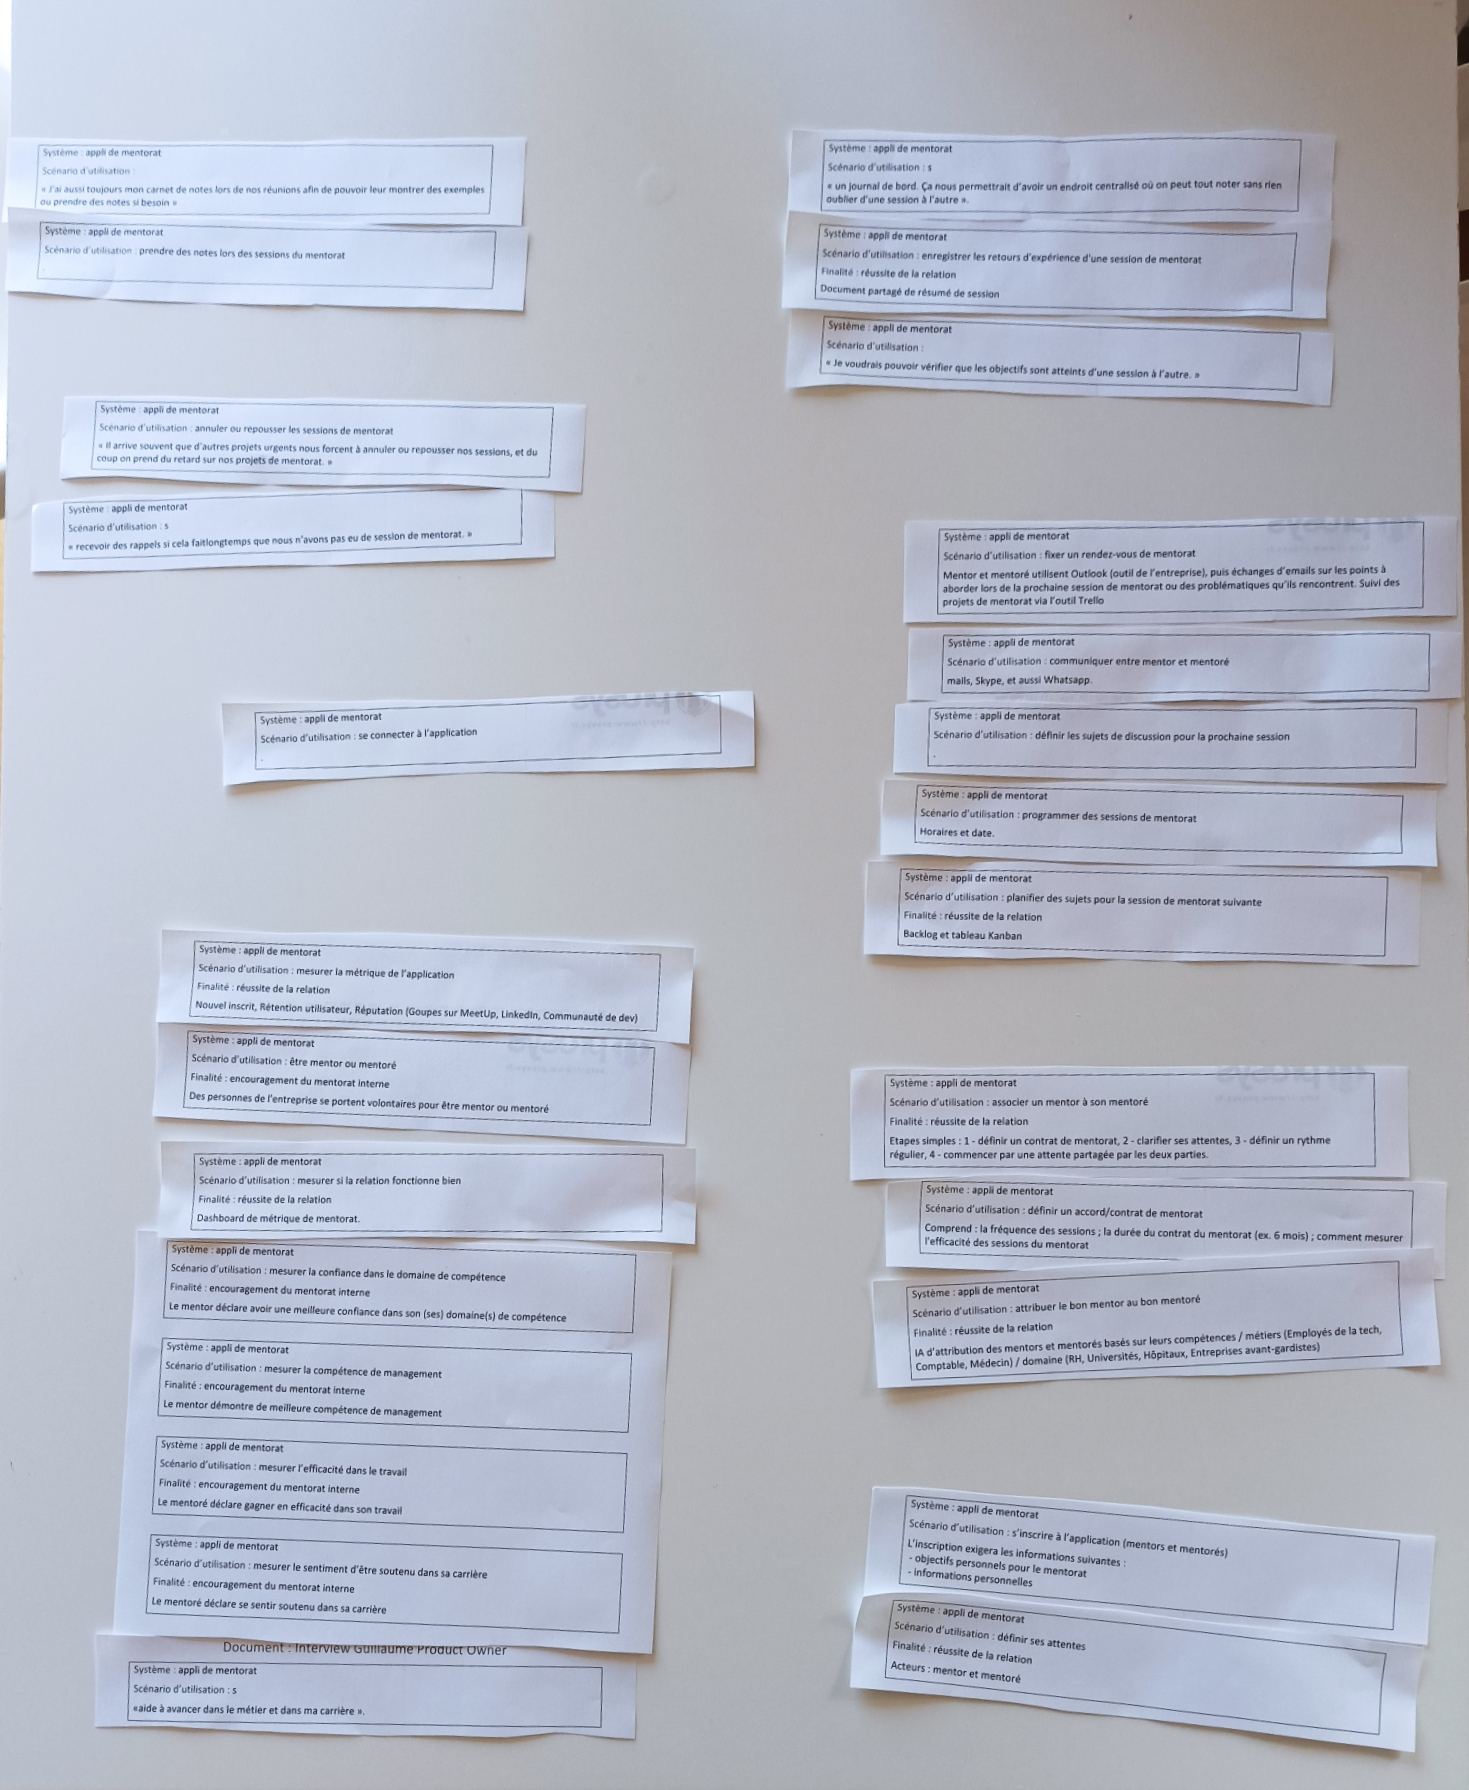 Système : appli de mentorat
Scénario d'utilisation :
« J'ai aussi toujours mon carnet de notes lors de nos réunions afin de pouvoir leur montrer des exemples
ou prendre des notes si besoin »
Système : appli de mentorat
Scénario d'utilisation : prendre des notes lors des sessions du mentorat
Système : appli de mentorat
Scénario d'utilisation : annuler ou repousser les sessions de mentorat
« Il arrive souvent que d'autres projets urgents nous forcent à annuler ou repousser nos sessions, et du
coup on prend du retard sur nos projets de mentorat. »
Système : appli de mentorat
Scénario d'utilisation : s
« recevoir des rappels si cela faitlongtemps que nous n'avons pas eu de session de mentorat. »
Système : appli de mentorat
Scénario d'utilisation : se connecter à l'application
.
Système : appli de mentorat
Scénario d'utilisation : mesurer la métrique de l'application
Finalité : réussite de la relation
Nouvel inscrit, Rétention utilisateur, Réputation (Goupes sur MeetUp, LinkedIn, Communauté de dev)
Système : appli de mentorat
Scénario d'utilisation : être mentor ou mentoré
Finalité : encouragement du mentorat interne
Des personnes de l'entreprise se portent volontaires pour être mentor ou mentoré
Système : appli de mentorat
Scénario d'utilisation : mesurer si la relation fonctionne bien
Finalité : réussite de la relation
Dashboard de métrique de mentorat.
Système : appli de mentorat
Scénario d'utilisation : mesurer la confiance dans le domaine de compétence
Finalité : encouragement du mentorat interne
Le mentor déclare avoir une meilleure confiance dans son (ses) domaine(s) de compétence
Système : appli de mentorat
Scénario d'utilisation : mesurer la compétence de management
Finalité : encouragement du mentorat interne
Le mentor démontre de meilleure compétence de management
Système : appli de mentorat
Scénario d'utilisation : mesurer l'efficacité dans le travail
Finalité : encouragement du mentorat interne
Le mentoré déclare gagner en efficacité dans son travail
Système : appli de mentorat
Scénario d'utilisation : mesurer le sentiment d'être soutenu dans sa carrière
Finalité : encouragement du mentorat interne
Le mentoré déclare se sentir soutenu dans sa carrière
Document : Interview Guillaume Product Owner
Système : appli de mentorat
Scénario d'utilisation : s
«aide à avancer dans le métier et dans ma carrière ».
Système : appli de mentorat
Scénario d'utilisation : s
« un journal de bord. Ça nous permettrait d'avoir un endroit centralisé où on peut tout noter sans rien
oublier d'une session à l'autre ».
Système : appli de mentorat
Scénario d'utilisation : enregistrer les retours d'expérience d'une session de mentorat
Finalité : réussite de la relation
Document partagé de résumé de session
Système : appli de mentorat
Scénario d'utilisation :
« Je voudrais pouvoir vérifier que les objectifs sont atteints d'une session à l'autre. »
Système : appli de mentorat
Scénario d'utilisation : fixer un rendez-vous de mentorat
Mentor et mentoré utilisent Outlook (outil de l'entreprise), puis échanges d'emails sur les points à
aborder lors de la prochaine session de mentorat ou des problématiques qu'ils rencontrent. Suivi des
projets de mentorat via l'outil Trello
Système : appli de mentorat
Scénario d'utilisation : communiquer entre mentor et mentoré
mails, Skype, et aussi Whatsapp.
Système : appli de mentorat
Scénario d'utilisation : définir les sujets de discussion pour la prochaine session
.
Système : appli de mentorat
Scénario d'utilisation : programmer des sessions de mentorat
Horaires et date.
Système : appli de mentorat
Scénario d'utilisation : planifier des sujets pour la session de mentorat suivante
Finalité : réussite de la relation
Backlog et tableau Kanban
Système : appli de mentorat
Scénario d'utilisation : associer un mentor à son mentoré
Finalité : réussite de la relation
Etapes simples : 1 - définir un contrat de mentorat, 2 - clarifier ses attentes, 3 - définir un rythme
régulier, 4 - commencer par une attente partagée par les deux parties.
Système : appli de mentorat
Scénario d'utilisation : définir un accord/contrat de mentorat
Comprend : la fréquence des sessions ; la durée du contrat du mentorat (ex. 6 mois) ; comment mesurer
l'efficacité des sessions du mentorat
Système : appli de mentorat
Scénario d'utilisation : attribuer le bon mentor au bon mentoré
Finalité : réussite de la relation
IA d'attribution des mentors et mentorés basés sur leurs compétences / métiers (Employés de la tech,
Comptable, Médecin) / domaine (RH, Universités, Hôpitaux, Entreprises avant-gardistes)
Système : appli de mentorat
Scénario d'utilisation : s'inscrire à l'application (mentors et mentorés)
L'inscription exigera les informations suivantes :
- objectifs personnels pour le mentorat
- informations personnelles
Système : appli de mentorat
Scénario d'utilisation : définir ses attentes
Finalité : réussite de la relation
Acteurs : mentor et mentoré